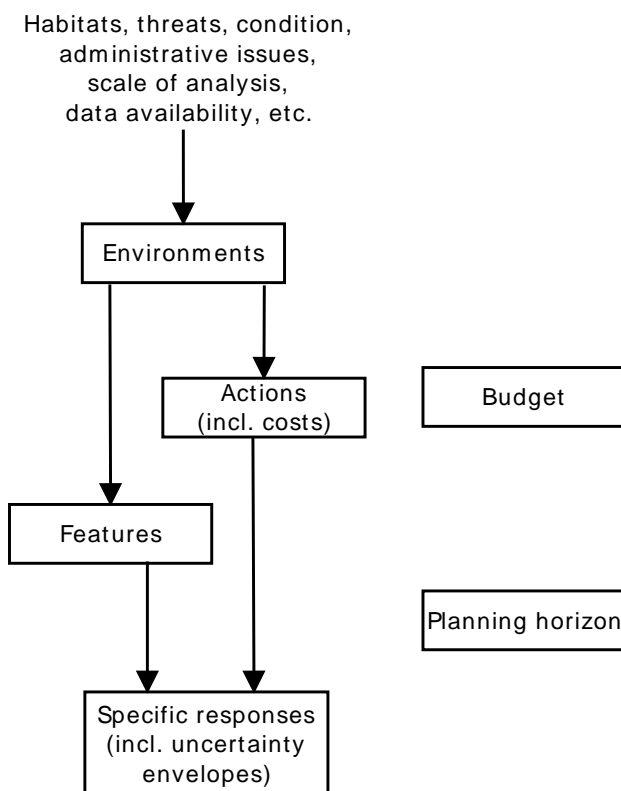 Habitats, threats, condition,
administrative issues,
scale of analysis,
data availability, etc.
Environments
Actions
(incl. costs)
Budget
Features
Planning horizon
Specific responses
(incl. uncertainty
envelopes)